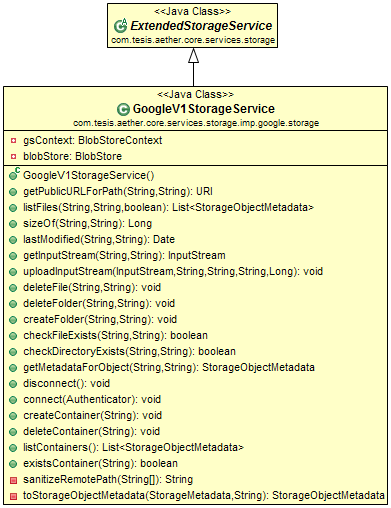 <<Java Class>>
ExtendedStorageService
com.tesis.aether.core.services.storage
<<Java Class>>
GoogleV1StorageService
com.tesis.aether.core.services.storage.imp.google.storage
gsContext: BlobStoreContext
blobStore: BlobStore
GoogleV1StorageService()
getPublicURLForPath(String,String): URI
listFiles(String,String,boolean): List<StorageObjectMetadata>
sizeOf(String,String): Long
lastModified(String,String): Date
getInputStream(String,String): InputStream
uploadInputStream(InputStream,String,String,String,Long): void
deleteFile(String,String): void
deleteFolder(String,String): void
createFolder(String,String): void
checkFileExists(String,String): boolean
checkDirectoryExists(String,String): boolean
getMetadataForObject(String,String): StorageObjectMetadata
disconnect(): void
connect(Authenticator): void
createContainer(String): void
deleteContainer(String): void
listContainers(): List<StorageObjectMetadata>
existsContainer(String): boolean
sanitizeRemotePath(String[]): String
toStorageObjectMetadata(StorageMetadata,String): StorageObjectMetadata